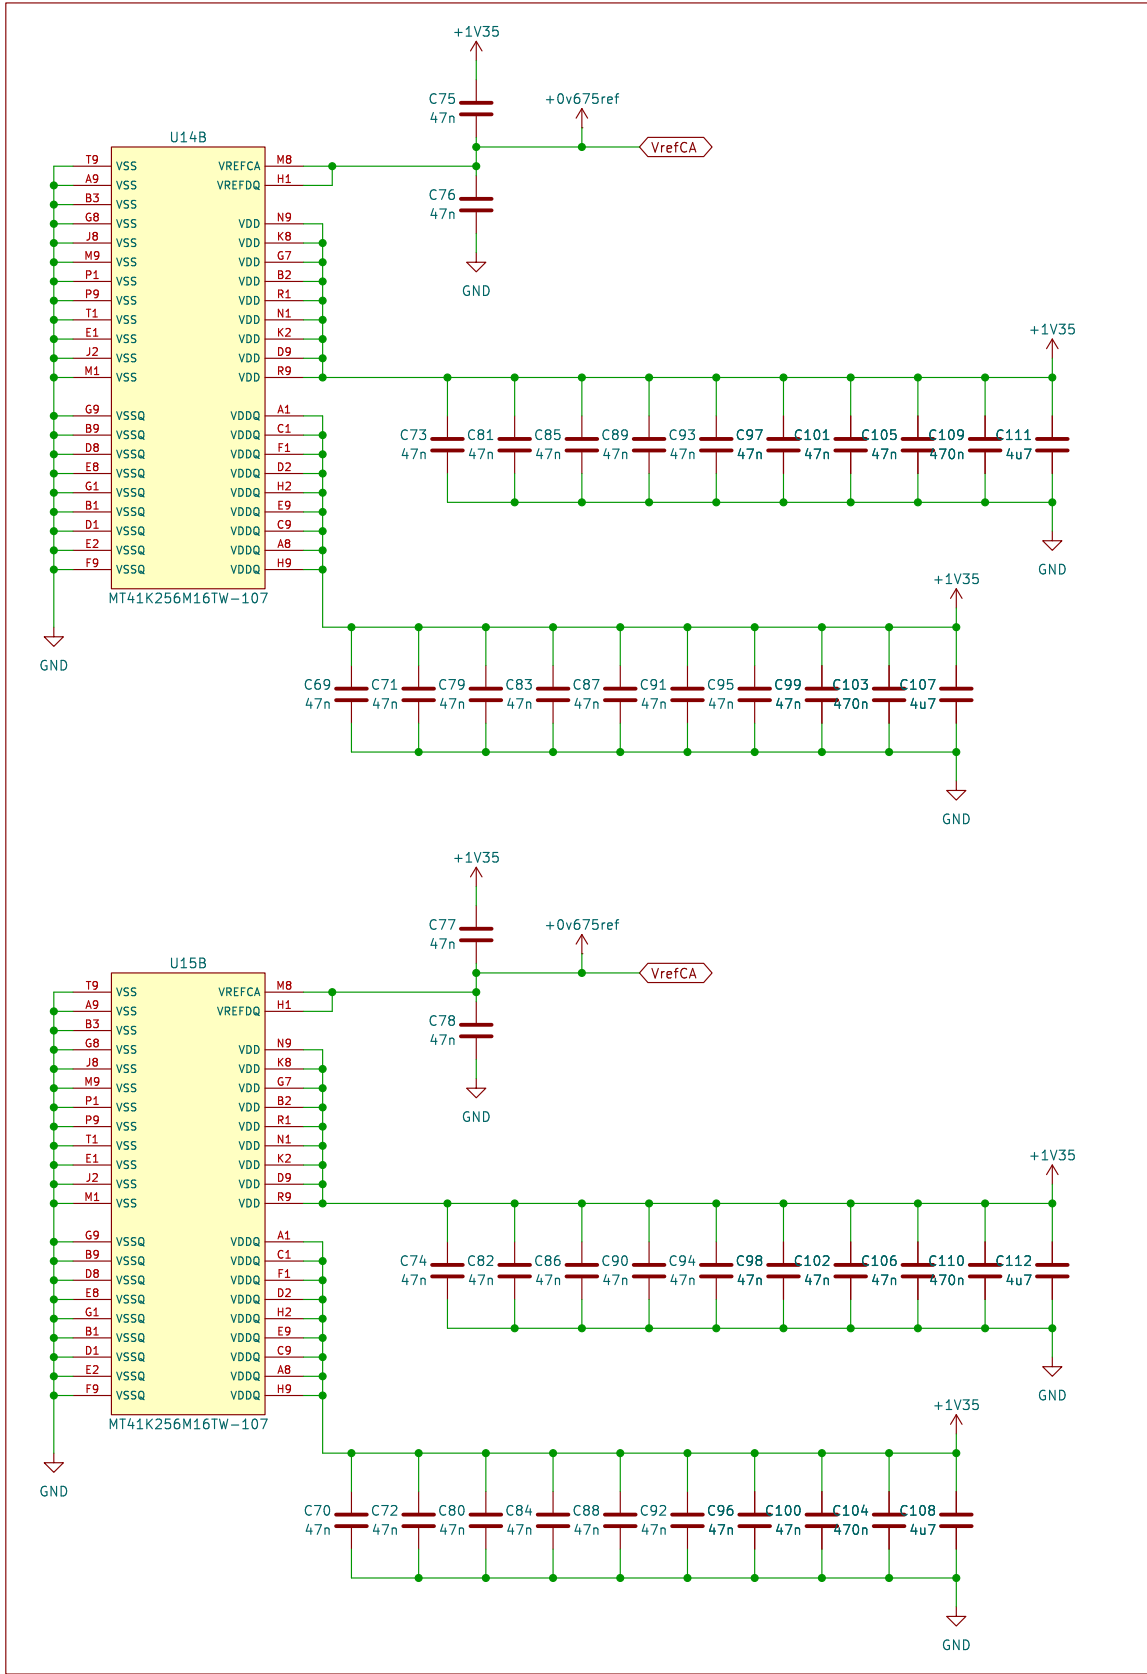 +1V35
C75
47n
+0v675ref
VrefCA
U14B
T9 VSS VREFCA M8
A9 VSS VREFDQ H1
B3 VSS
C76
47n
G8 VSS VDD N9
J8 VSS VDD K8
M9 VSS VDD G7
P1 VSS VDD B2
GND
P9 VSS VDD R1
T1 VSS VDD N1
E1 VSS VDD K2
J2 VSS VDD D9
M1 VSS VDD R9
+1V35
G9 VSSQ VDDQ A1
B9 VSSQ VDDQ C1
D8 VSSQ VDDQ F1
E8 VSSQ VDDQ D2
G1 VSSQ VDDQ H2
B1 VSSQ VDDQ E9
D1 VSSQ VDDQ C9
E2 VSSQ VDDQ A8
F9 VSSQ VDDQ H9
C73 C81 C85 C89 C93 C97 C101 C105 C109 C111
47n 47n 47n 47n 47n 47n 47n 47n 470n 4u7
GND
MT41K256M16TW-107
GND
+1V35
C69 C71 C79 C83 C87 C91 C95 C99 C103 C107
47n 47n 47n 47n 47n 47n 47n 47n 470n 4u7
GND
+1V35
C77
47n
+0v675ref
VrefCA
U15B
T9 VSS VREFCA M8
A9 VSS VREFDQ H1
B3 VSS
C78
47n
G8 VSS VDD N9
J8 VSS VDD K8
M9 VSS VDD G7
P1 VSS VDD B2
GND
P9 VSS VDD R1
T1 VSS VDD N1
E1 VSS VDD K2
J2 VSS VDD D9
M1 VSS VDD R9
+1V35
G9 VSSQ VDDQ A1
B9 VSSQ VDDQ C1
D8 VSSQ VDDQ F1
E8 VSSQ VDDQ D2
G1 VSSQ VDDQ H2
B1 VSSQ VDDQ E9
D1 VSSQ VDDQ C9
E2 VSSQ VDDQ A8
F9 VSSQ VDDQ H9
C74 C82 C86 C90 C94 C98 C102 C106 C110 C112
47n 47n 47n 47n 47n 47n 47n 47n 470n 4u7
GND
MT41K256M16TW-107
GND
+1V35
C70 C72 C80 C84 C88 C92 C96 C100 C104 C108
47n 47n 47n 47n 47n 47n 47n 47n 470n 4u7
GND